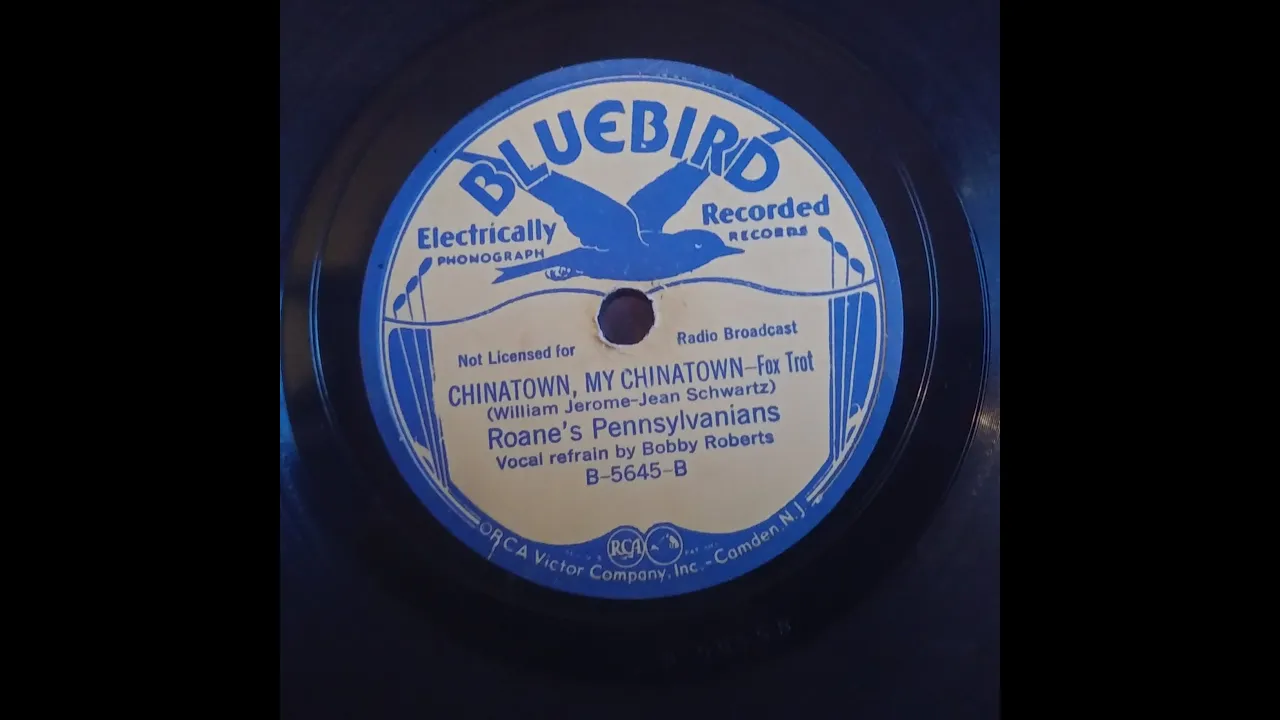 BLUEBIRD
Electrically Recorded
PHONOGRAPH RECORDS
Not Licensed for Radio Broadcast
CHINATOWN, MY CHINATOWN-Fox Trot
(William Jerome-Jean Schwartz)
Roane's Pennsylvanians
Vocal refrain by Bobby Roberts
B-5645-B
RCA
RCA Victor Company, Inc. - Camden, N.J.